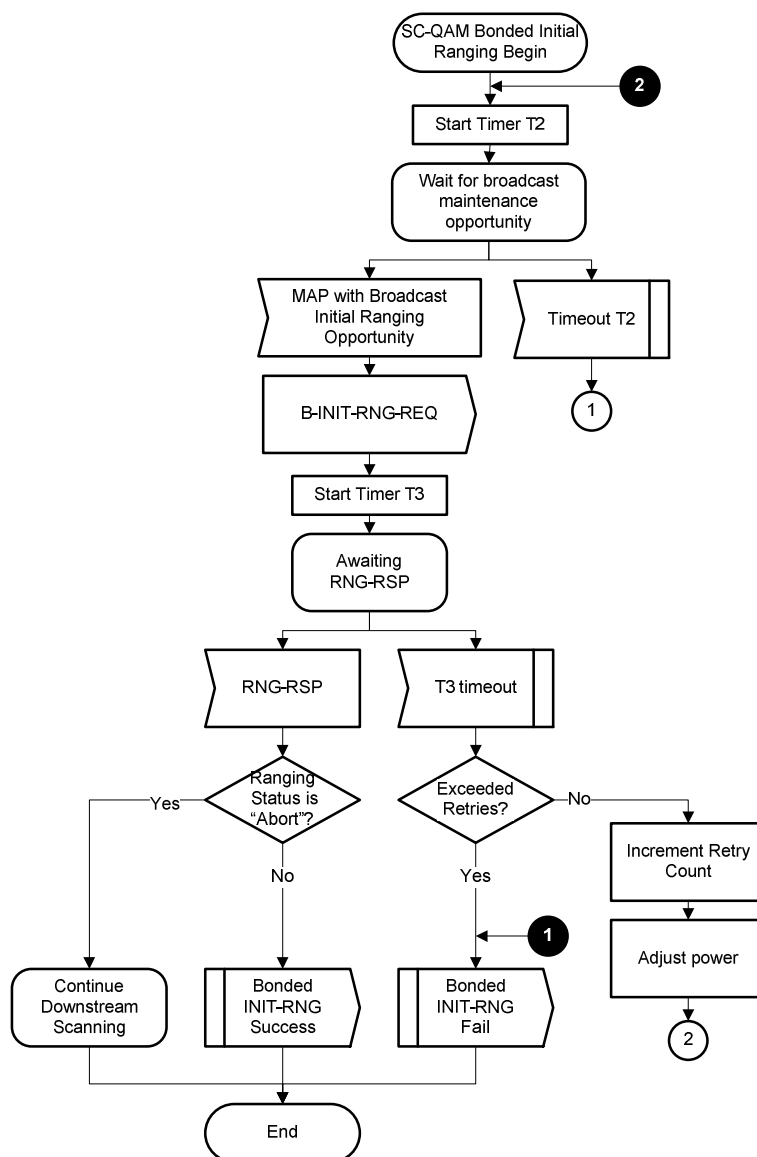 SC-QAM Bonded Initial
Ranging Begin
2
Start Timer T2
Wait for broadcast
maintenance
opportunity
MAP with Broadcast
Initial Ranging
Opportunity
Timeout T2
1
B-INIT-RNG-REQ
Start Timer T3
Awaiting
RNG-RSP
RNG-RSP
T3 timeout
Ranging
Status is
“Abort”?
Yes
No
Exceeded
Retries?
No
Yes
Increment Retry
Count
Adjust power
2
1
Continue
Downstream
Scanning
Bonded
INIT-RNG
Success
Bonded
INIT-RNG
Fail
End